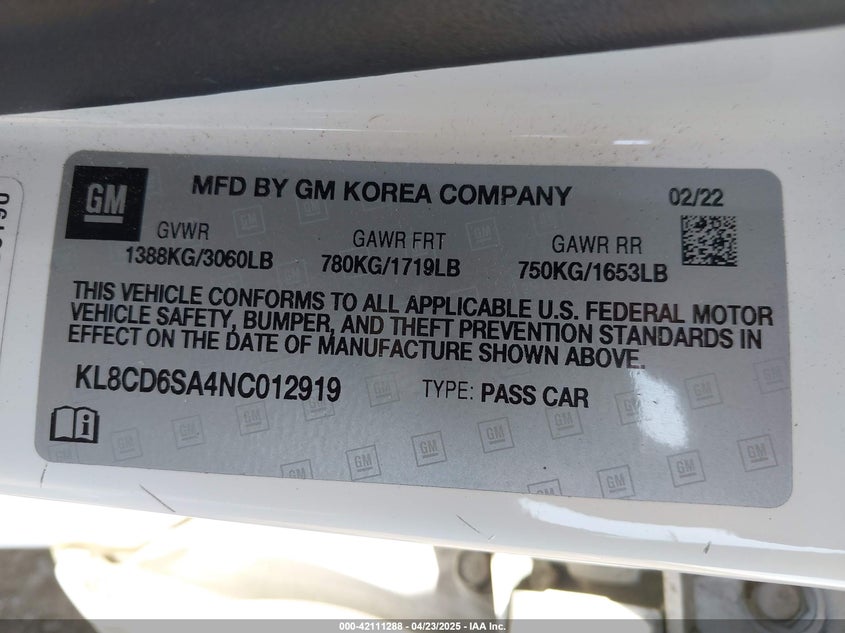 GM
MFD BY GM KOREA COMPANY 02/22
GVWR GAWR FRT GAWR RR
1388KG/3060LB 780KG/1719LB 750KG/1653LB
THIS VEHICLE CONFORMS TO ALL APPLICABLE U.S. FEDERAL MOTOR
VEHICLE SAFETY, BUMPER, AND THEFT PREVENTION STANDARDS IN
EFFECT ON THE DATE OF MANUFACTURE SHOWN ABOVE.
KL8CD6SA4NC012919 TYPE: PASS CAR
000-42111288 - 04/23/2025 - IAA Inc.